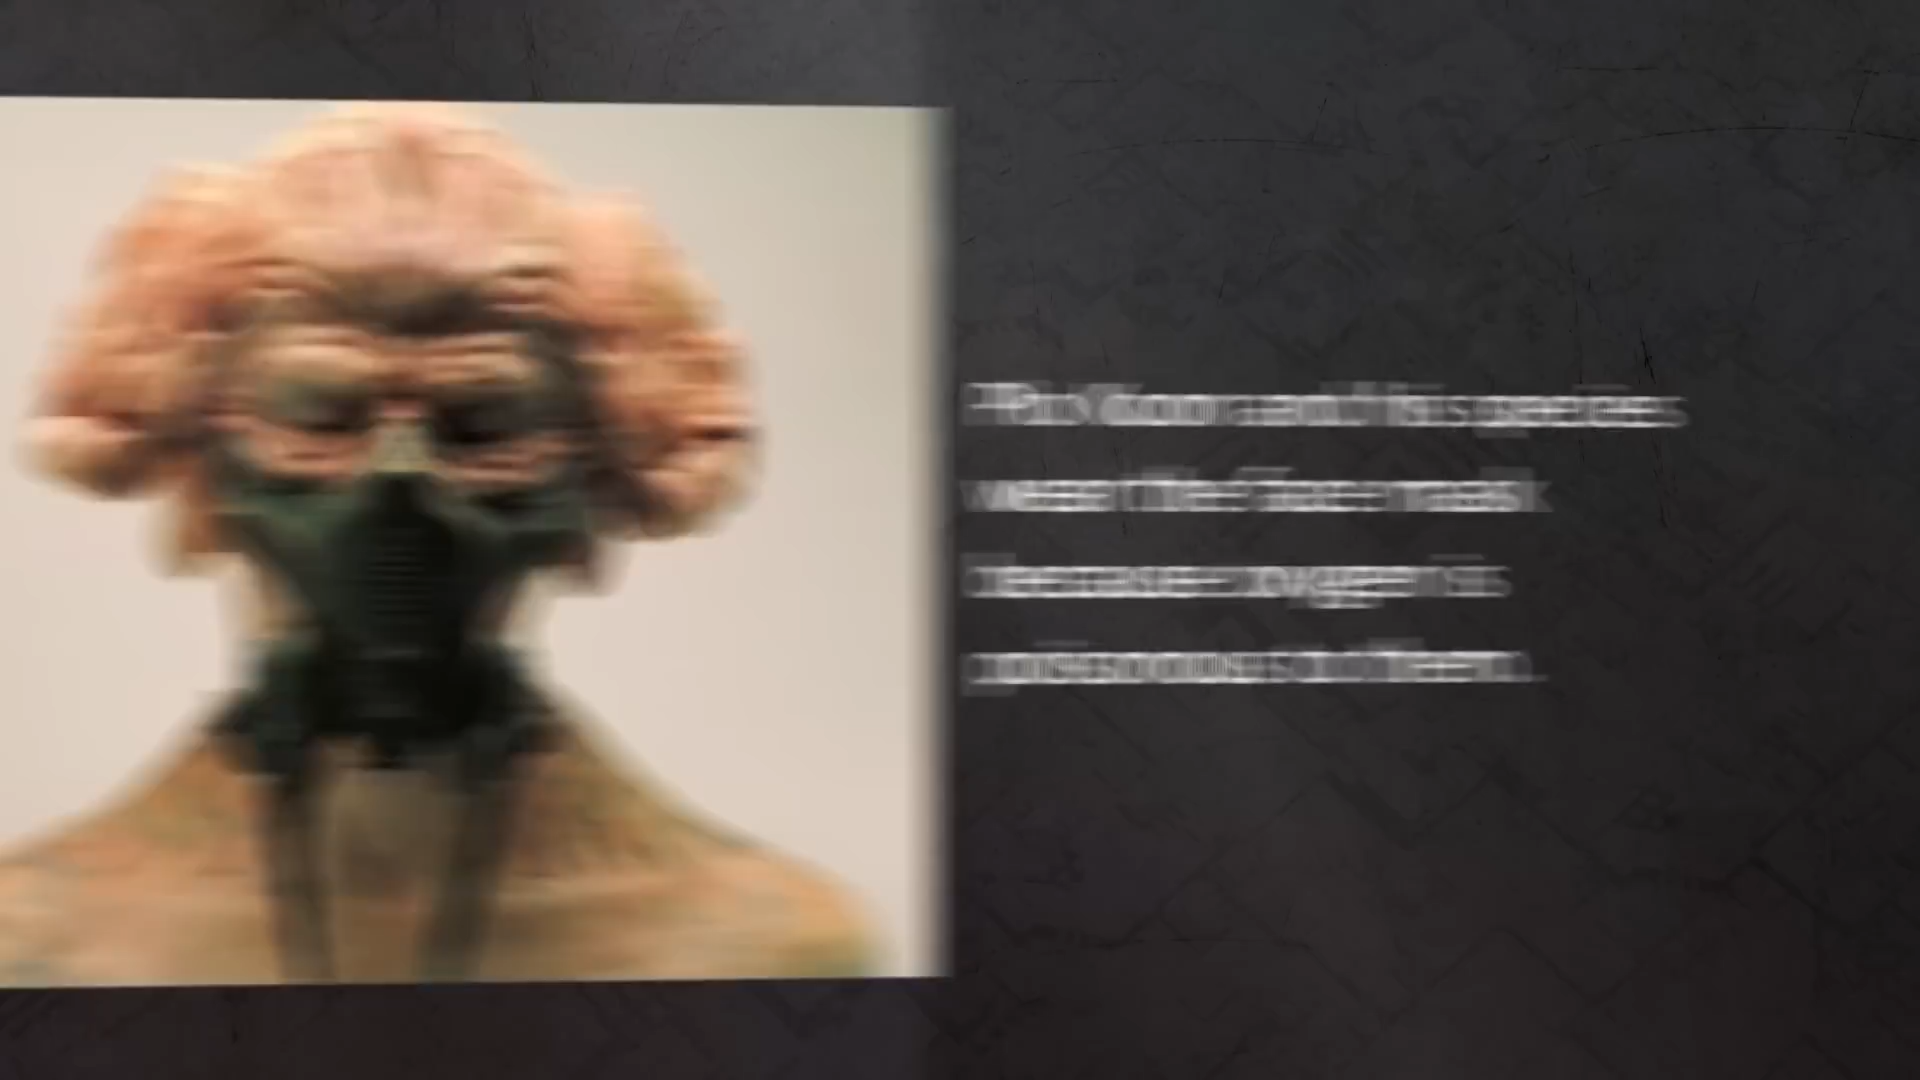 Plo Koon and his species
wear the face mask
because oxygen is
poisonous to them.